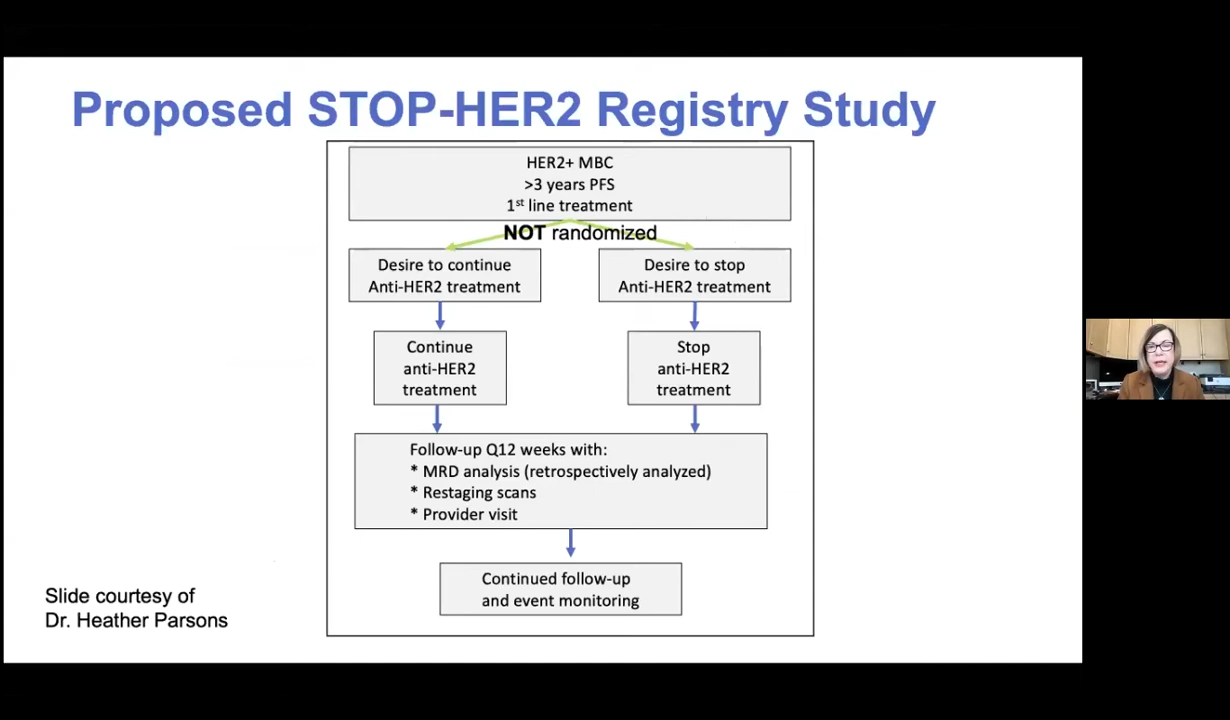 Proposed STOP-HER2 Registry Study
HER2+ MBC
>3 years PFS
1st line treatment
NOT randomized
Desire to continue
Anti-HER2 treatment
Desire to stop
Anti-HER2 treatment
Continue
anti-HER2
treatment
Stop
anti-HER2
treatment
Follow-up Q12 weeks with:
* MRD analysis (retrospectively analyzed)
* Restaging scans
* Provider visit
Continued follow-up
and event monitoring
Slide courtesy of
Dr. Heather Parsons